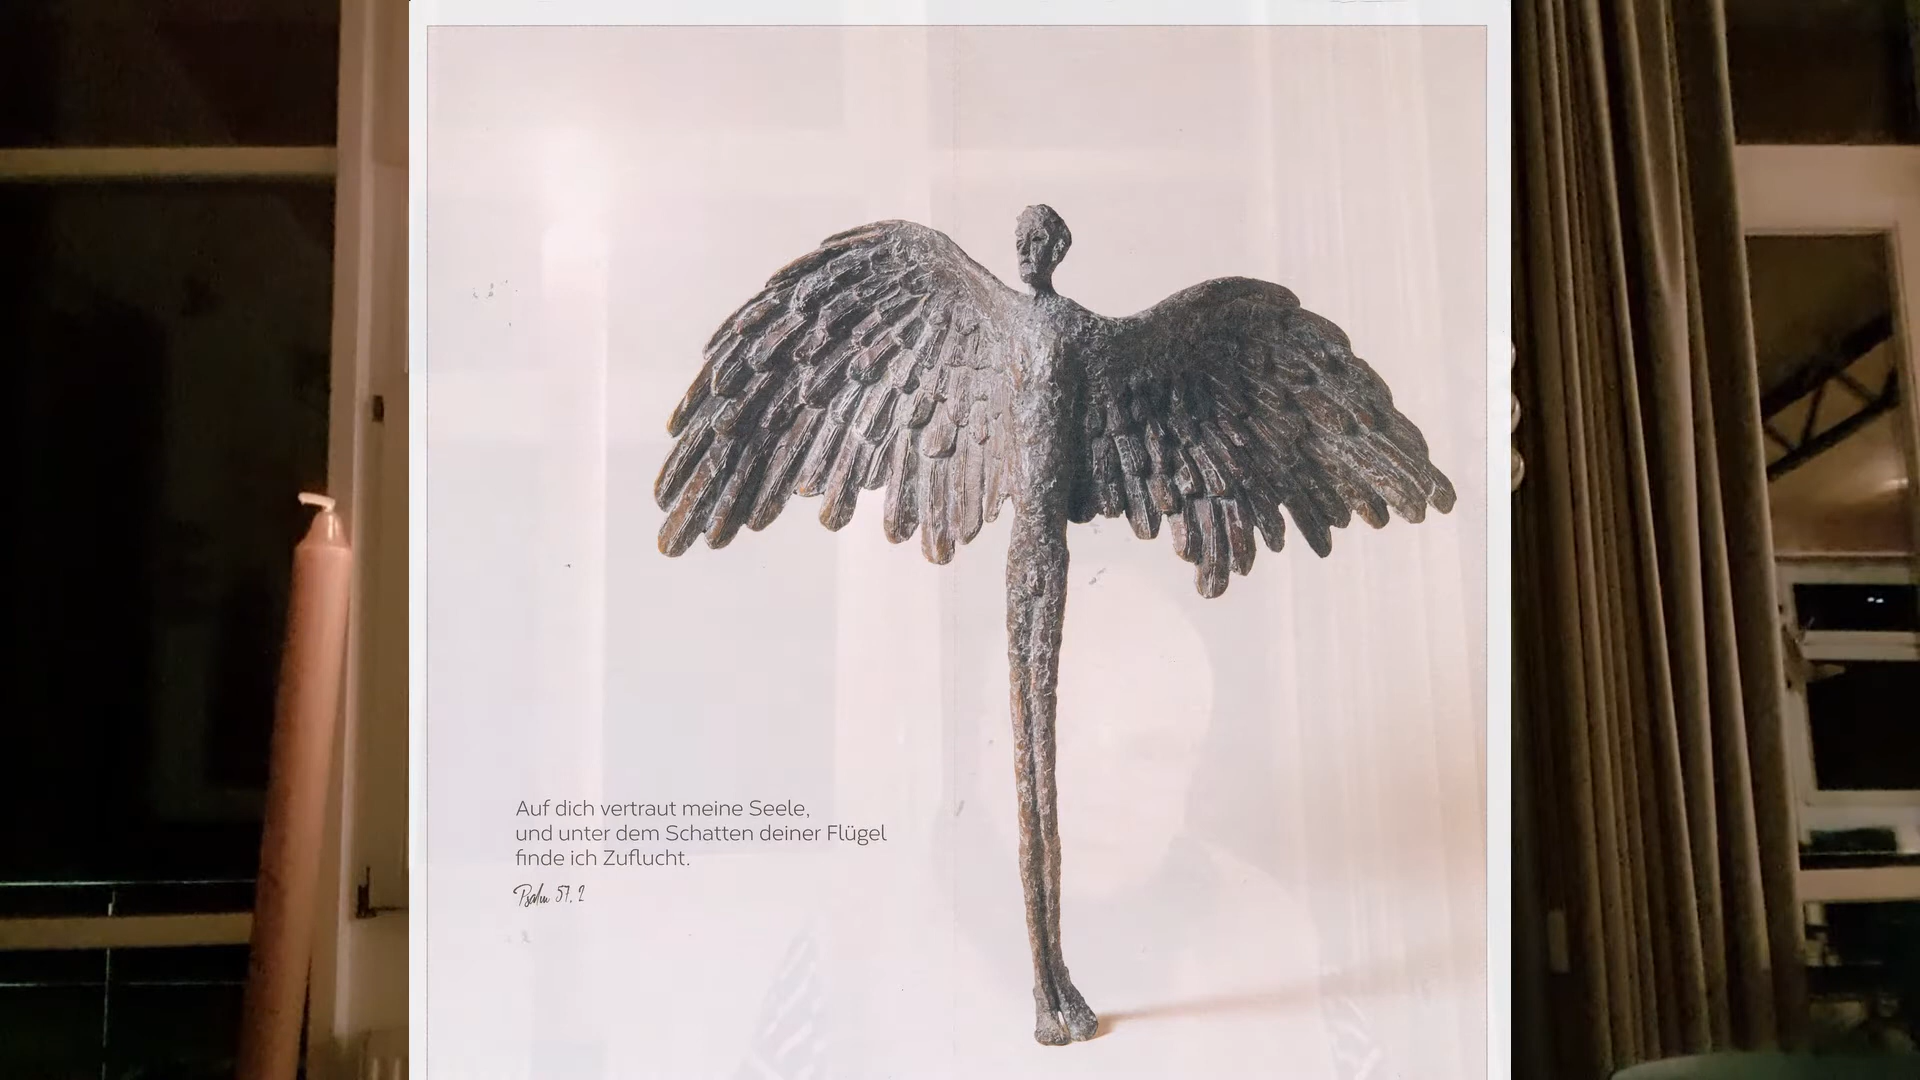 Auf dich vertraut meine Seele,
und unter dem Schatten deiner Flügel
finde ich Zuflucht.
Psalm 57, 2